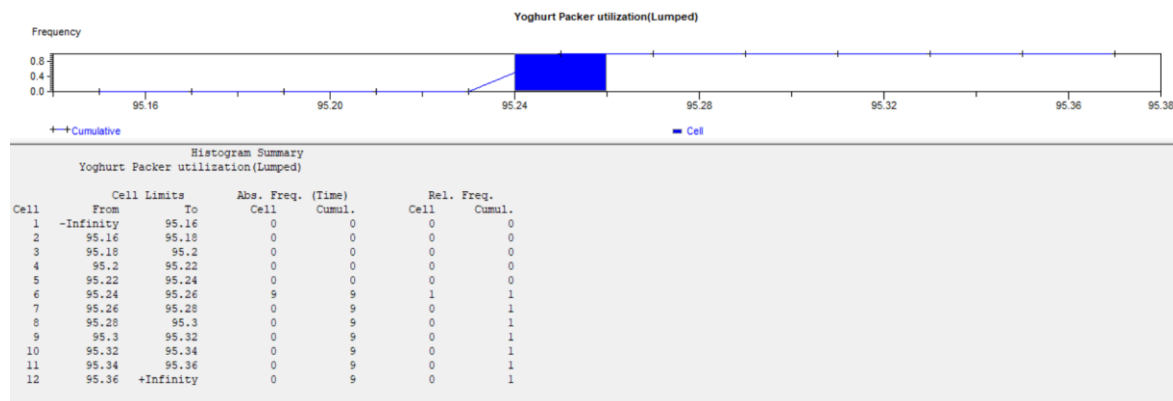 Yoghurt Packer utilization(Lumped)
Frequency
0.8
0.4
0.0
95.16 95.20 95.24 95.28 95.32 95.36 95.38
Cumulative Cell
Histogram Summary
Yoghurt Packer utilization(Lumped)
Cell Limits Abs. Freq. (Time) Rel. Freq.
Cell From To Cell Cumul. Cell Cumul.
1 -Infinity 95.16 0 0 0 0
2 95.16 95.18 0 0 0 0
3 95.18 95.2 0 0 0 0
4 95.2 95.22 0 0 0 0
5 95.22 95.24 0 0 0 0
6 95.24 95.26 9 9 1 1
7 95.26 95.28 0 9 0 1
8 95.28 95.3 0 9 0 1
9 95.3 95.32 0 9 0 1
10 95.32 95.34 0 9 0 1
11 95.34 95.36 0 9 0 1
12 95.36 +Infinity 0 9 0 1